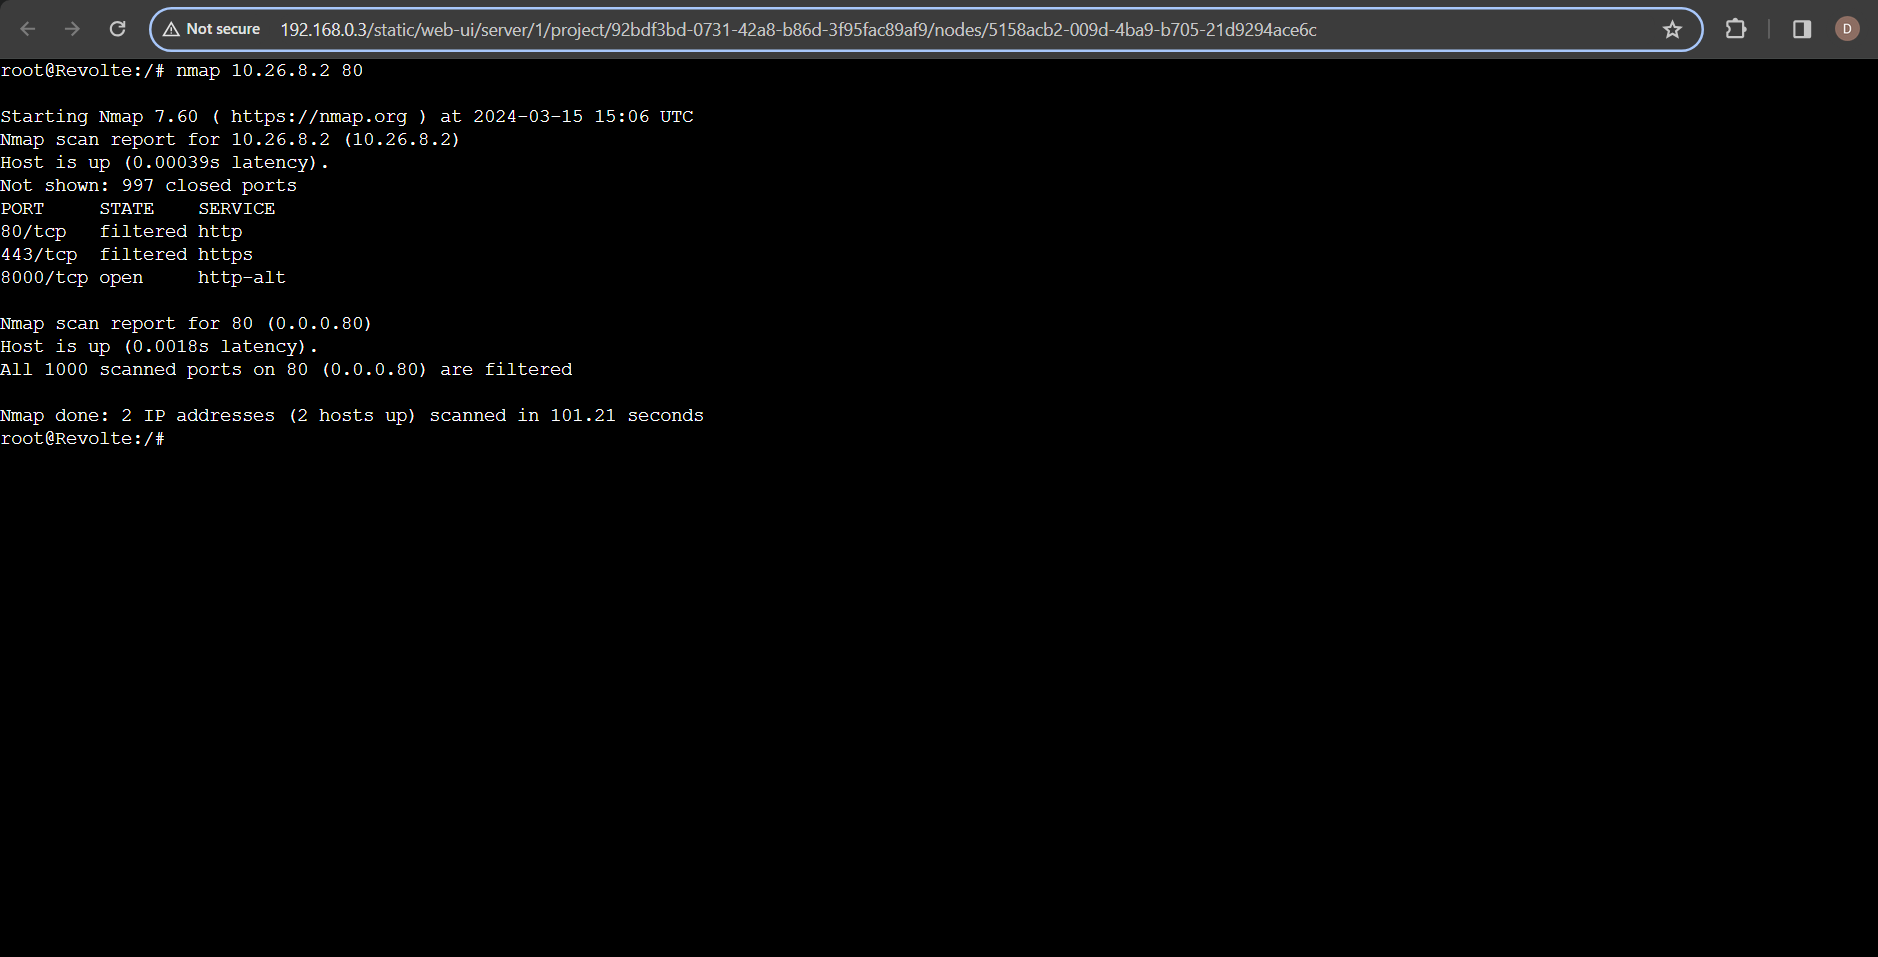 Not secure 192.168.0.3/static/web-ui/server/1/project/92bdf3bd-0731-42a8-b86d-3f95fac89af9/nodes/5158acb2-009d-4ba9-b705-21d9294ace6c D
root@Revolte:/# nmap 10.26.8.2 80
Starting Nmap 7.60 ( https://nmap.org ) at 2024-03-15 15:06 UTC
Nmap scan report for 10.26.8.2 (10.26.8.2)
Host is up (0.00039s latency).
Not shown: 997 closed ports
PORT     STATE    SERVICE
80/tcp   filtered http
443/tcp  filtered https
8000/tcp open     http-alt
Nmap scan report for 80 (0.0.0.80)
Host is up (0.0018s latency).
All 1000 scanned ports on 80 (0.0.0.80) are filtered
Nmap done: 2 IP addresses (2 hosts up) scanned in 101.21 seconds
root@Revolte:/#